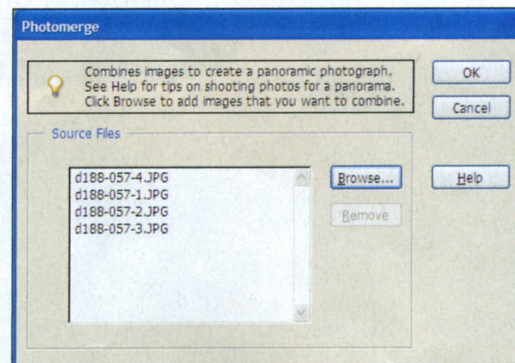 Photomerge
Combines images to create a panoramic photograph.
See Help for tips on shooting photos for a panorama.
Click Browse to add images that you want to combine.
OK
Cancel
Source Files
d188-057-4.JPG
d188-057-1.JPG
d188-057-2.JPG
d188-057-3.JPG
Browse...
Remove
Help